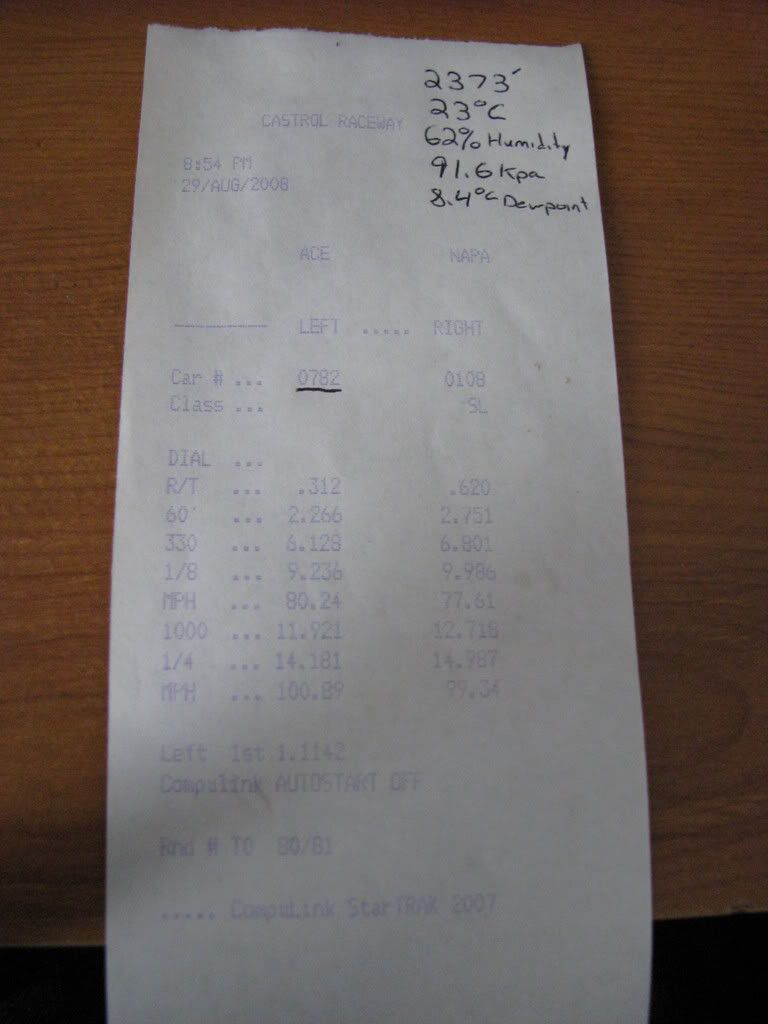 2373'
23°C
62% Humidity
91.6 Kpa
8.4°C Dewpoint
CASTROL RACEWAY
8:54 PM
29/AUG/2008
ACE NAPA
---------- LEFT ..... RIGHT
Car # ... 0782 0108
Class ... SL
DIAL ...
R/T ... .312 .620
60' ... 2.266 2.751
330 ... 6.128 6.801
1/8 ... 9.236 9.986
MPH ... 80.24 77.61
1000 ... 11.921 12.718
1/4 ... 14.181 14.987
MPH ... 100.89 99.34
Left 1st 1.1142
Compulink AUTOSTART OFF
Rnd # TO 80/81
..... CompuLink StarTRAK 2007